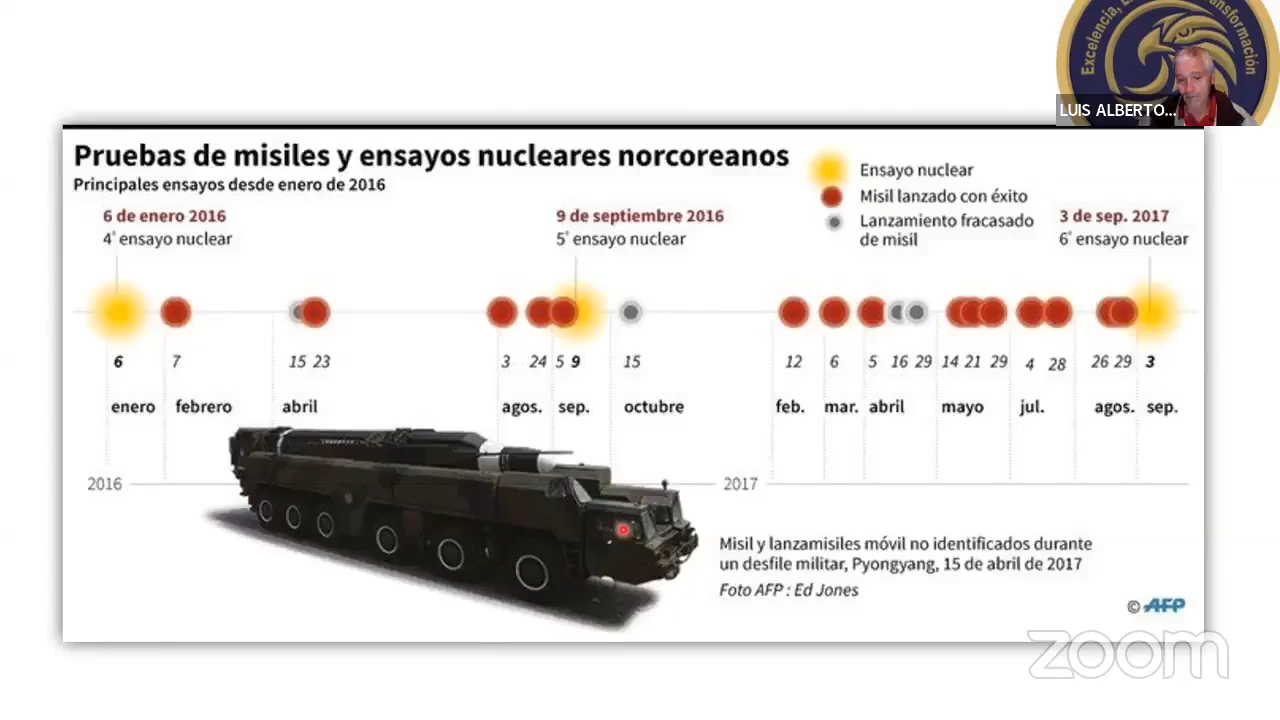 Excelencia, E
nsformación
LUIS ALBERTO...
Pruebas de misiles y ensayos nucleares norcoreanos
Principales ensayos desde enero de 2016
Ensayo nuclear
Misil lanzado con éxito
Lanzamiento fracasado
de misil
6 de enero 2016
4° ensayo nuclear
9 de septiembre 2016
5° ensayo nuclear
3 de sep. 2017
6° ensayo nuclear
6 7 15 23 3 24 5 9 15 12 6 5 16 29 14 21 29 4 28 26 29 3
enero febrero abril agos. sep. octubre feb. mar. abril mayo jul. agos. sep.
2016 2017
Misil y lanzamisiles móvil no identificados durante
un desfile militar, Pyongyang, 15 de abril de 2017
Foto AFP : Ed Jones
© AFP
zoom